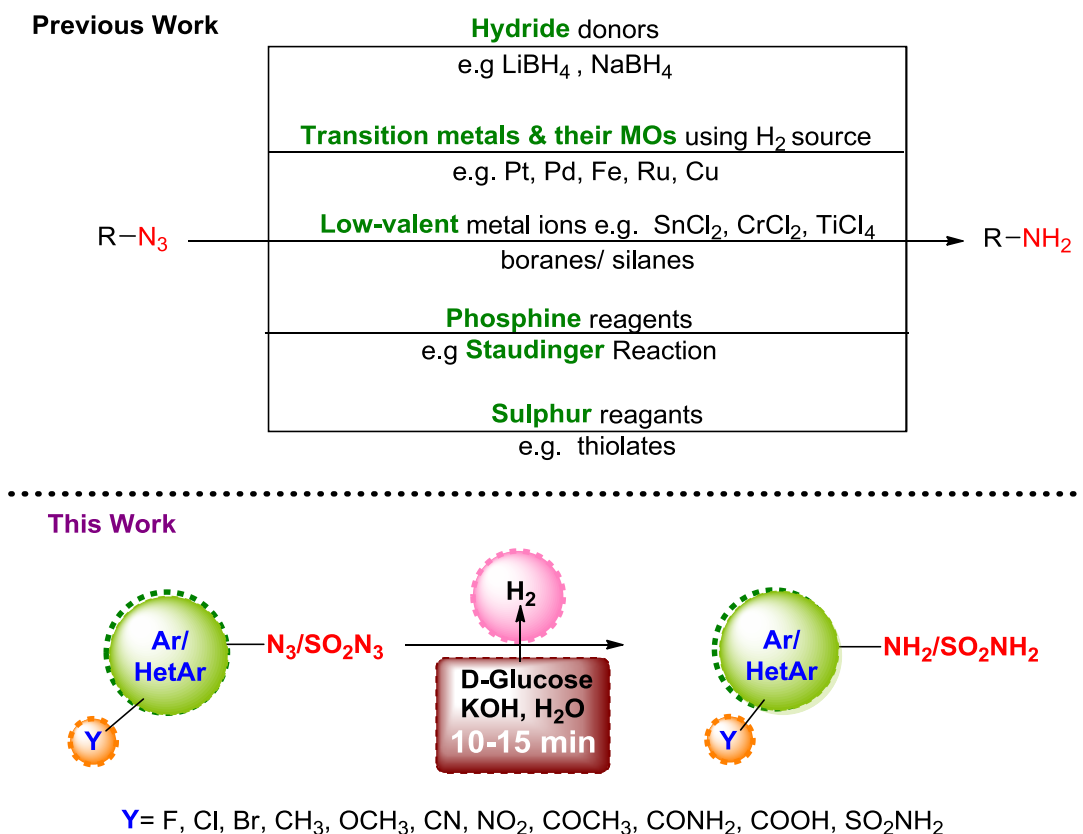 Previous Work
Hydride donors
e.g LiBH₄ , NaBH₄
Transition metals & their MOs using H₂ source
e.g. Pt, Pd, Fe, Ru, Cu
R–N₃
Low-valent metal ions e.g. SnCl₂, CrCl₂, TiCl₄
R–NH₂
boranes/ silanes
Phosphine reagents
e.g Staudinger Reaction
Sulphur reagants
e.g. thiolates
This Work
H₂
Ar/
HetAr
N₃/SO₂N₃
Y
D-Glucose
KOH, H₂O
10-15 min
Ar/
HetAr
NH₂/SO₂NH₂
Y
Y= F, Cl, Br, CH₃, OCH₃, CN, NO₂, COCH₃, CONH₂, COOH, SO₂NH₂